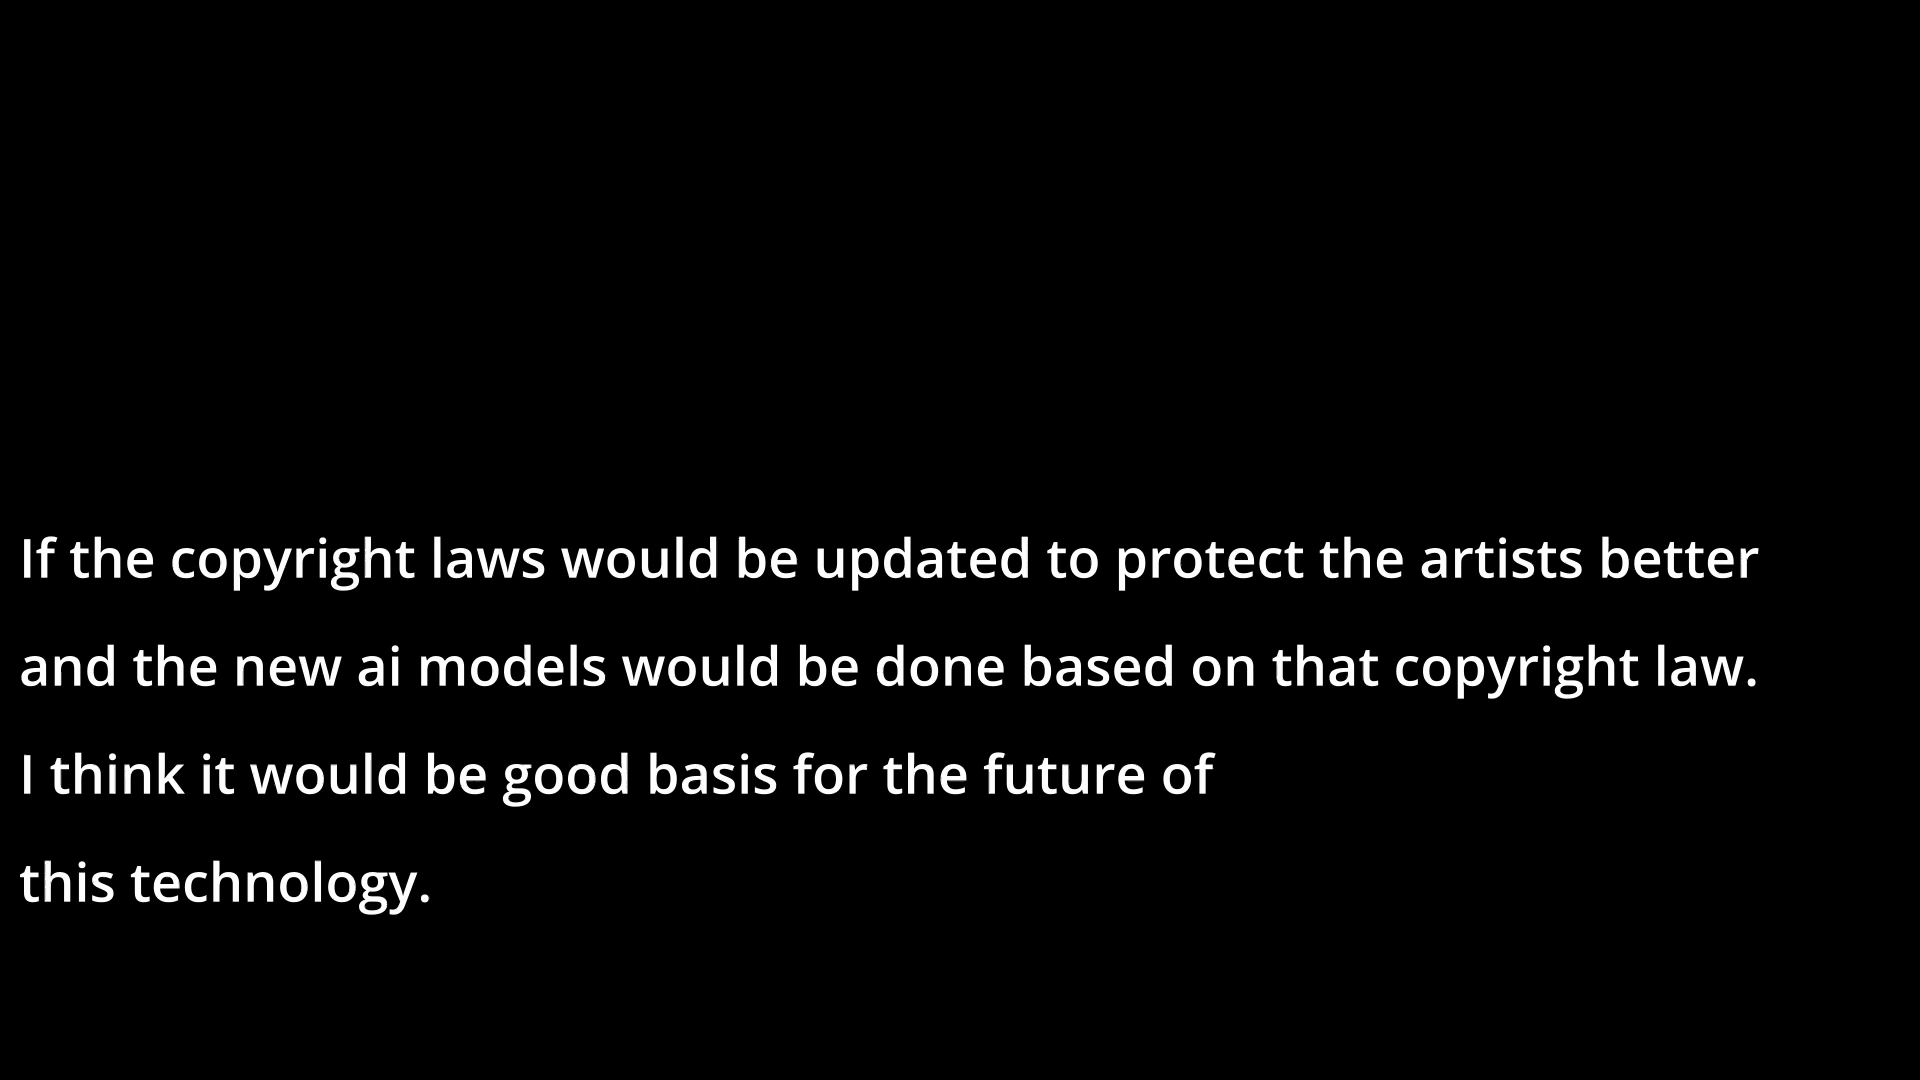 If the copyright laws would be updated to protect the artists better
and the new ai models would be done based on that copyright law.
I think it would be good basis for the future of
this technology.